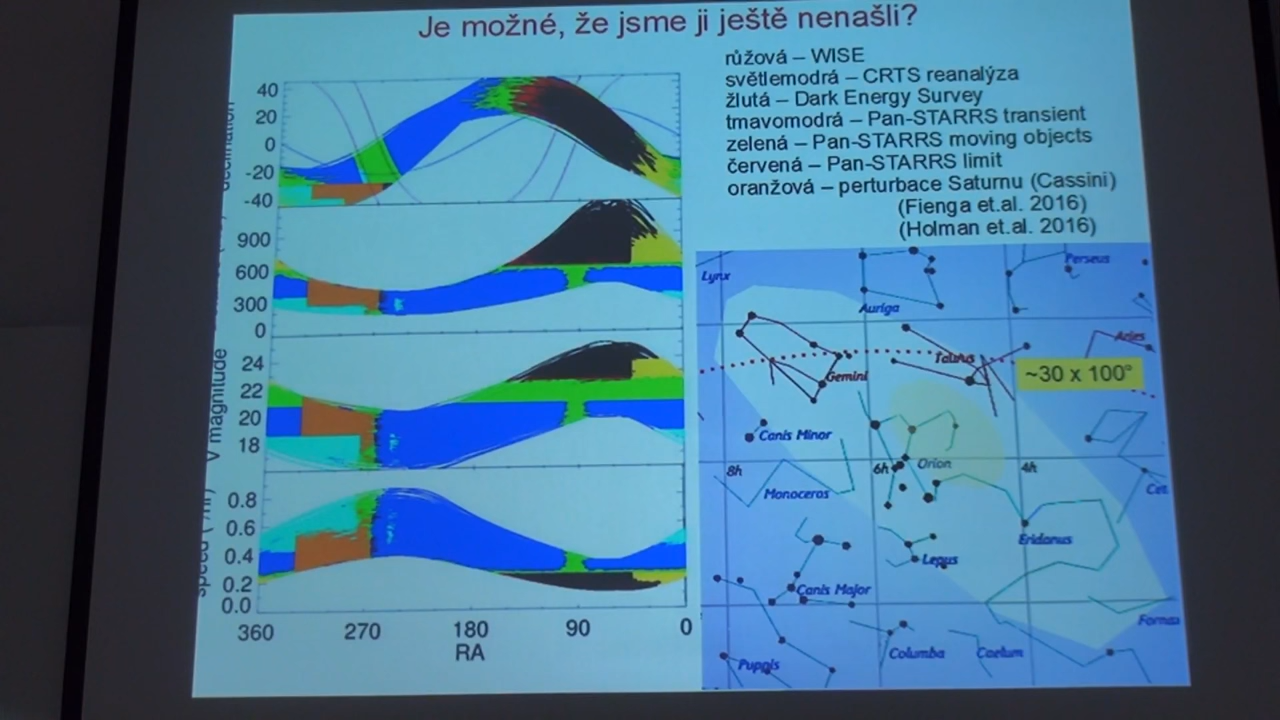 Je možné, že jsme ji ještě nenašli?
růžová – WISE
světlemodrá – CRTS reanalýza
žlutá – Dark Energy Survey
tmavomodrá – Pan-STARRS transient
zelená – Pan-STARRS moving objects
červená – Pan-STARRS limit
oranžová – perturbace Saturnu (Cassini)
(Fienga et.al. 2016)
(Holman et.al. 2016)
40
20
0
-20
-40
declination
900
600
300
0
24
22
20
18
V magnitude
0.8
0.6
0.4
0.2
0.0
speed ("/hr)
360 270 180 90 0
RA
Lynx
Auriga
Perseus
Gemini
Taurus
Aries
~30 x 100°
Canis Minor
8h
6h
Orion
4h
Monoceros
Cet
Eridanus
Lepus
Canis Major
Fornax
Columba
Caelum
Puppis